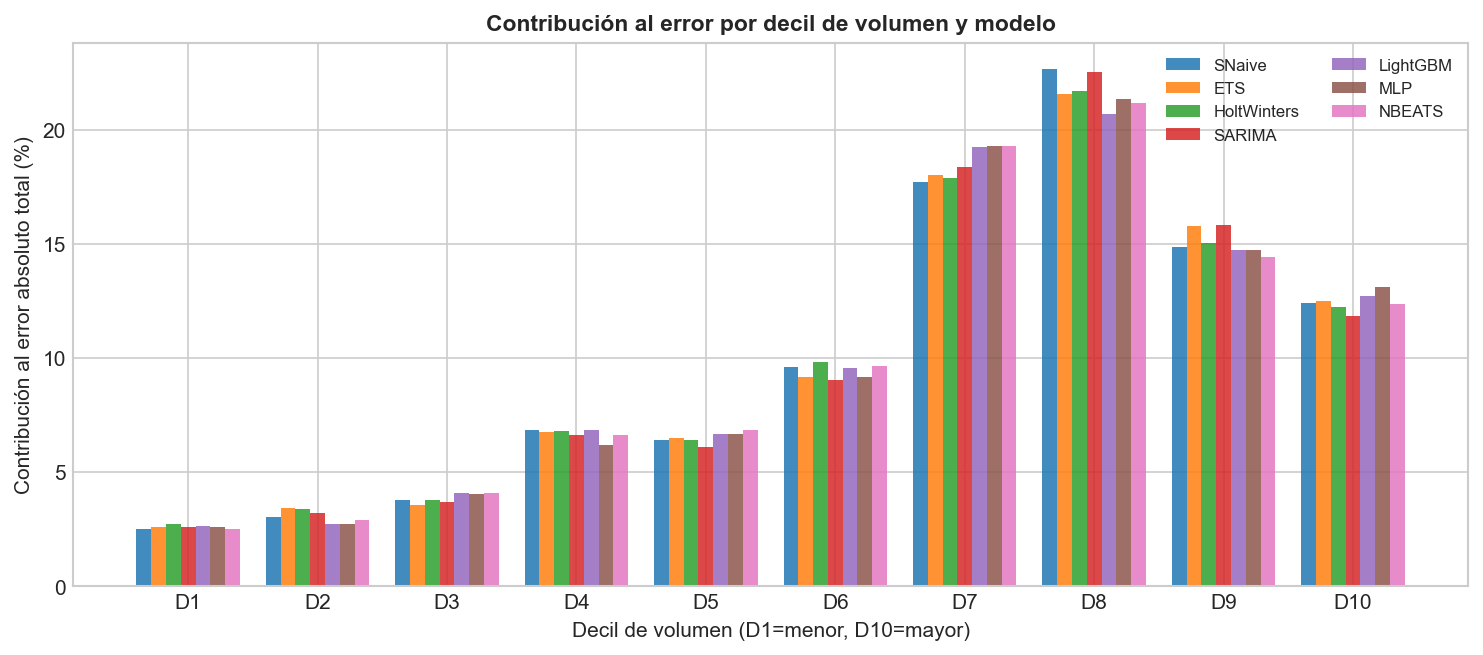 Contribución al error por decil de volumen y modelo
Contribución al error absoluto total (%)
20
15
10
5
0
SNaive
ETS
HoltWinters
SARIMA
LightGBM
MLP
NBEATS
D1 D2 D3 D4 D5 D6 D7 D8 D9 D10
Decil de volumen (D1=menor, D10=mayor)